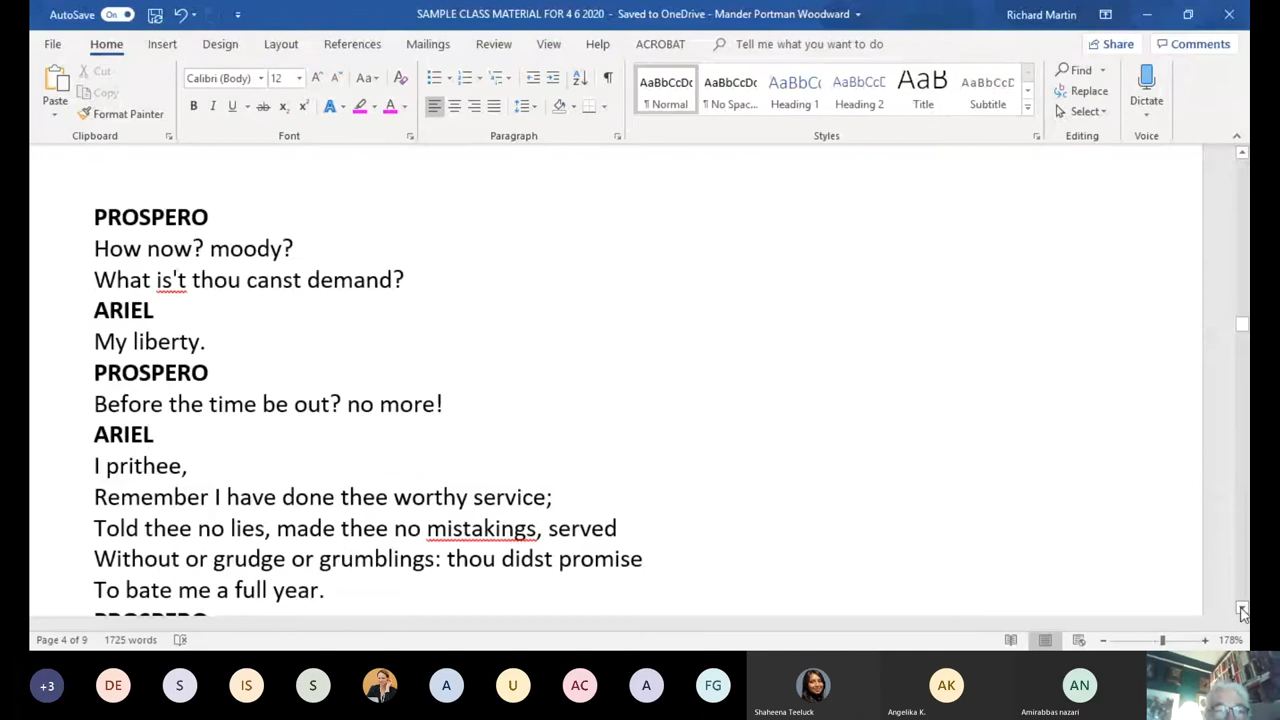 AutoSave On
SAMPLE CLASS MATERIAL FOR 4 6 2020 - Saved to OneDrive - Mander Portman Woodward
Richard Martin
File Home Insert Design Layout References Mailings Review View Help ACROBAT Tell me what you want to do
Share Comments
Paste
Cut
Copy
Format Painter
Clipboard
Calibri (Body) 12
Font
Paragraph
AaBbCcDc AaBbCcDc AaBbCc AaBbCcE AaB AaBbCcD
¶ Normal ¶ No Spac... Heading 1 Heading 2 Title Subtitle
Styles
Find
Replace
Select
Editing
Dictate
Voice
PROSPERO
How now? moody?
What is't thou canst demand?
ARIEL
My liberty.
PROSPERO
Before the time be out? no more!
ARIEL
I prithee,
Remember I have done thee worthy service;
Told thee no lies, made thee no mistakings, served
Without or grudge or grumblings: thou didst promise
To bate me a full year.
PROSPERO
Page 4 of 9 1725 words
178%
+3 DE S IS S A U AC A FG
Shaheena Teeluck
AK
Angelika K.
AN
Amirabbas nazari